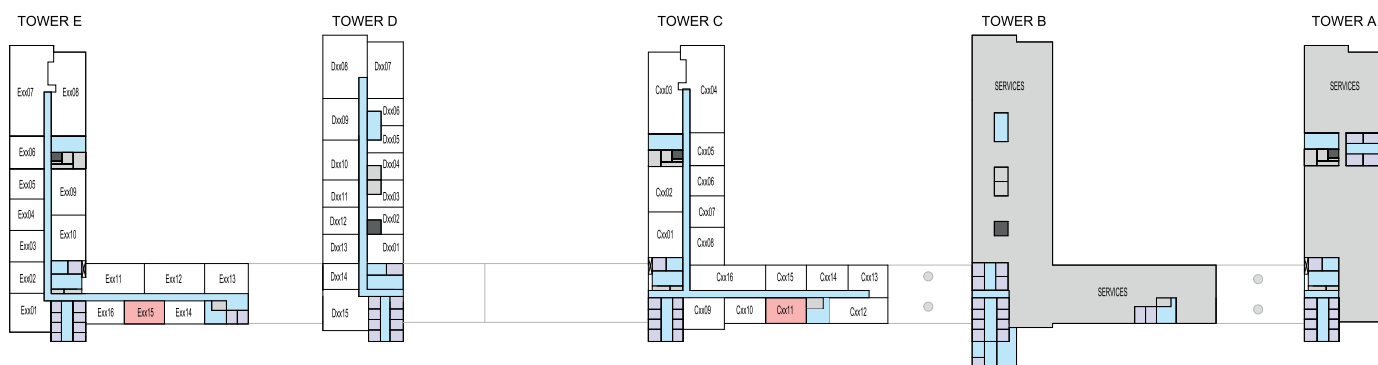 TOWER E
TOWER D
TOWER C
TOWER B
TOWER A
Exx07
Exx08
Exx06
Exx05
Exx09
Exx04
Exx10
Exx03
Exx02
Exx11
Exx12
Exx13
Exx01
Exx16
Exx15
Exx14
Dxx08
Dxx07
Dxx06
Dxx09
Dxx05
Dxx10
Dxx04
Dxx11
Dxx03
Dxx12
Dxx02
Dxx13
Dxx01
Dxx14
Dxx15
Cxx03
Cxx04
Cxx05
Cxx02
Cxx06
Cxx07
Cxx01
Cxx08
Cxx16
Cxx15
Cxx14
Cxx13
Cxx09
Cxx10
Cxx11
Cxx12
SERVICES
SERVICES
SERVICES